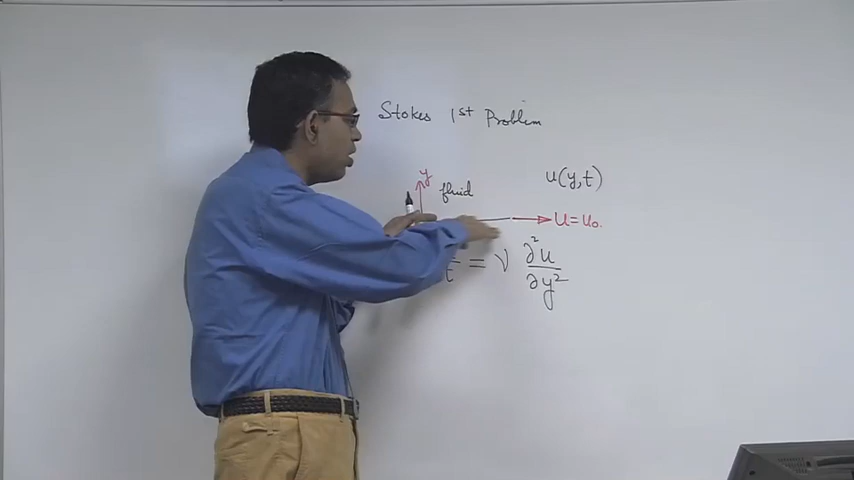 Stokes 1st Problem
y
fluid
u(y,t)
U=U₀.
t = ν ∂²u/∂y²